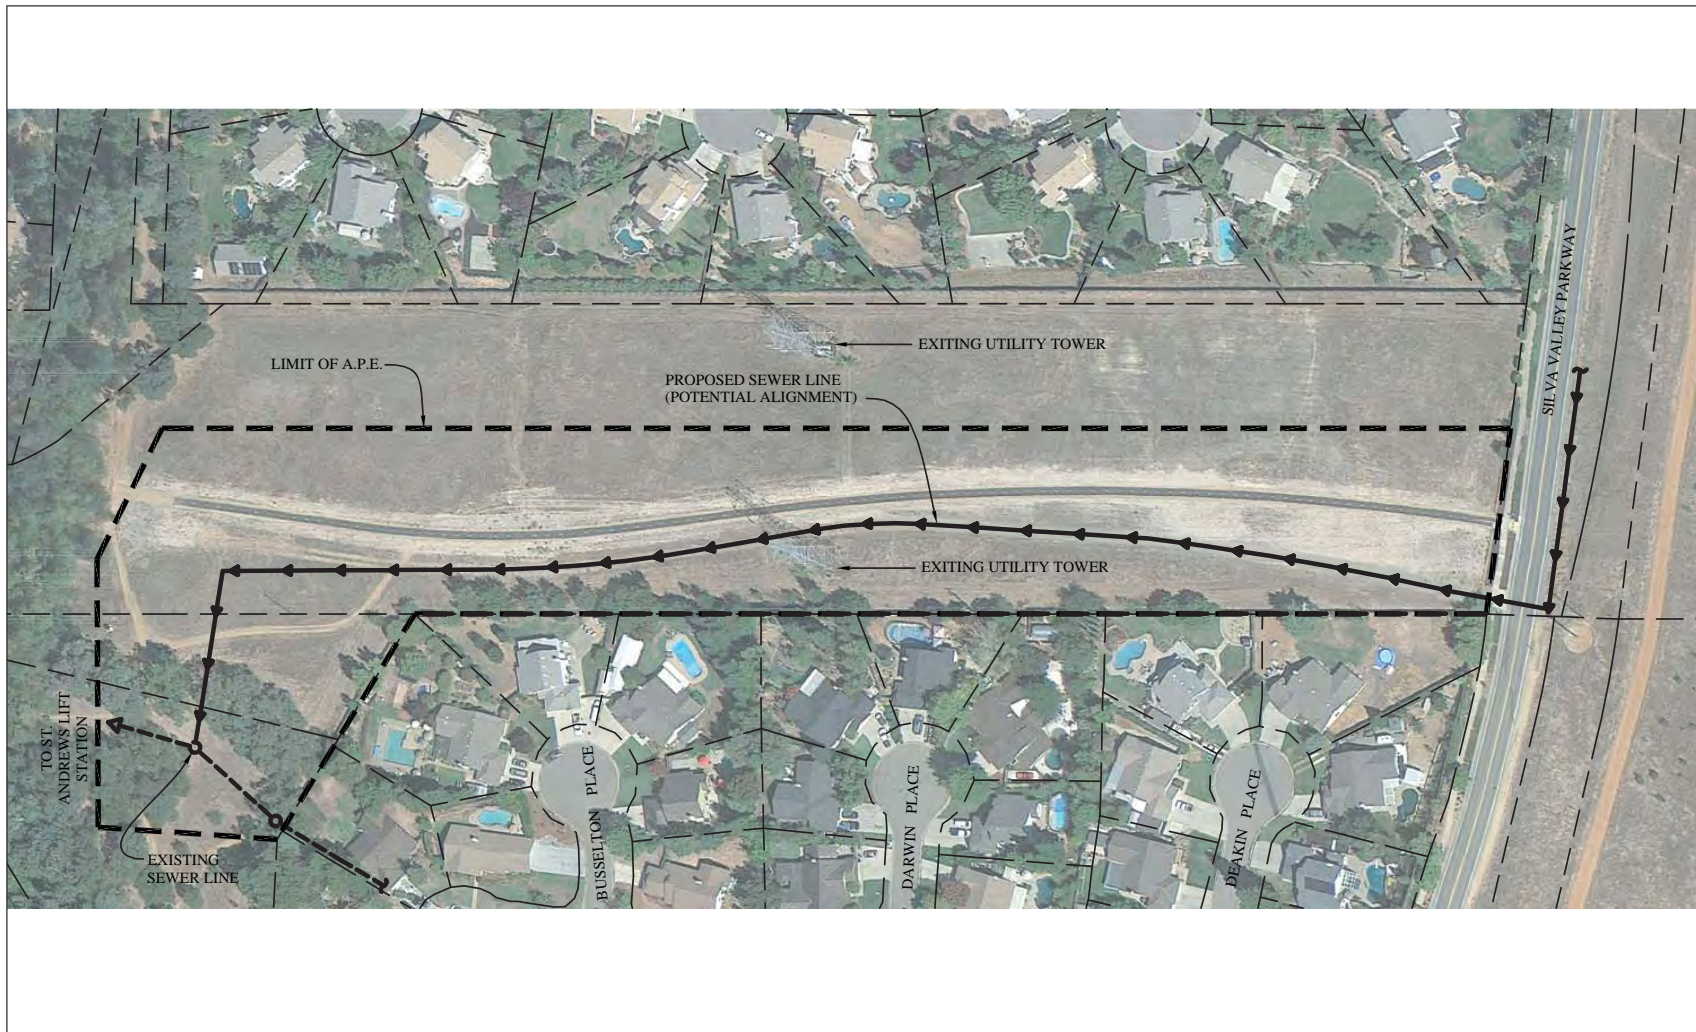 SILVA VALLEY PARKWAY
EXITING UTILITY TOWER
LIMIT OF A.P.E.
PROPOSED SEWER LINE
(POTENTIAL ALIGNMENT)
EXITING UTILITY TOWER
TO ST.
ANDREWS LIFT
STATION
EXISTING
SEWER LINE
BUSSELTON PLACE
DARWIN PLACE
DEAKIN PLACE